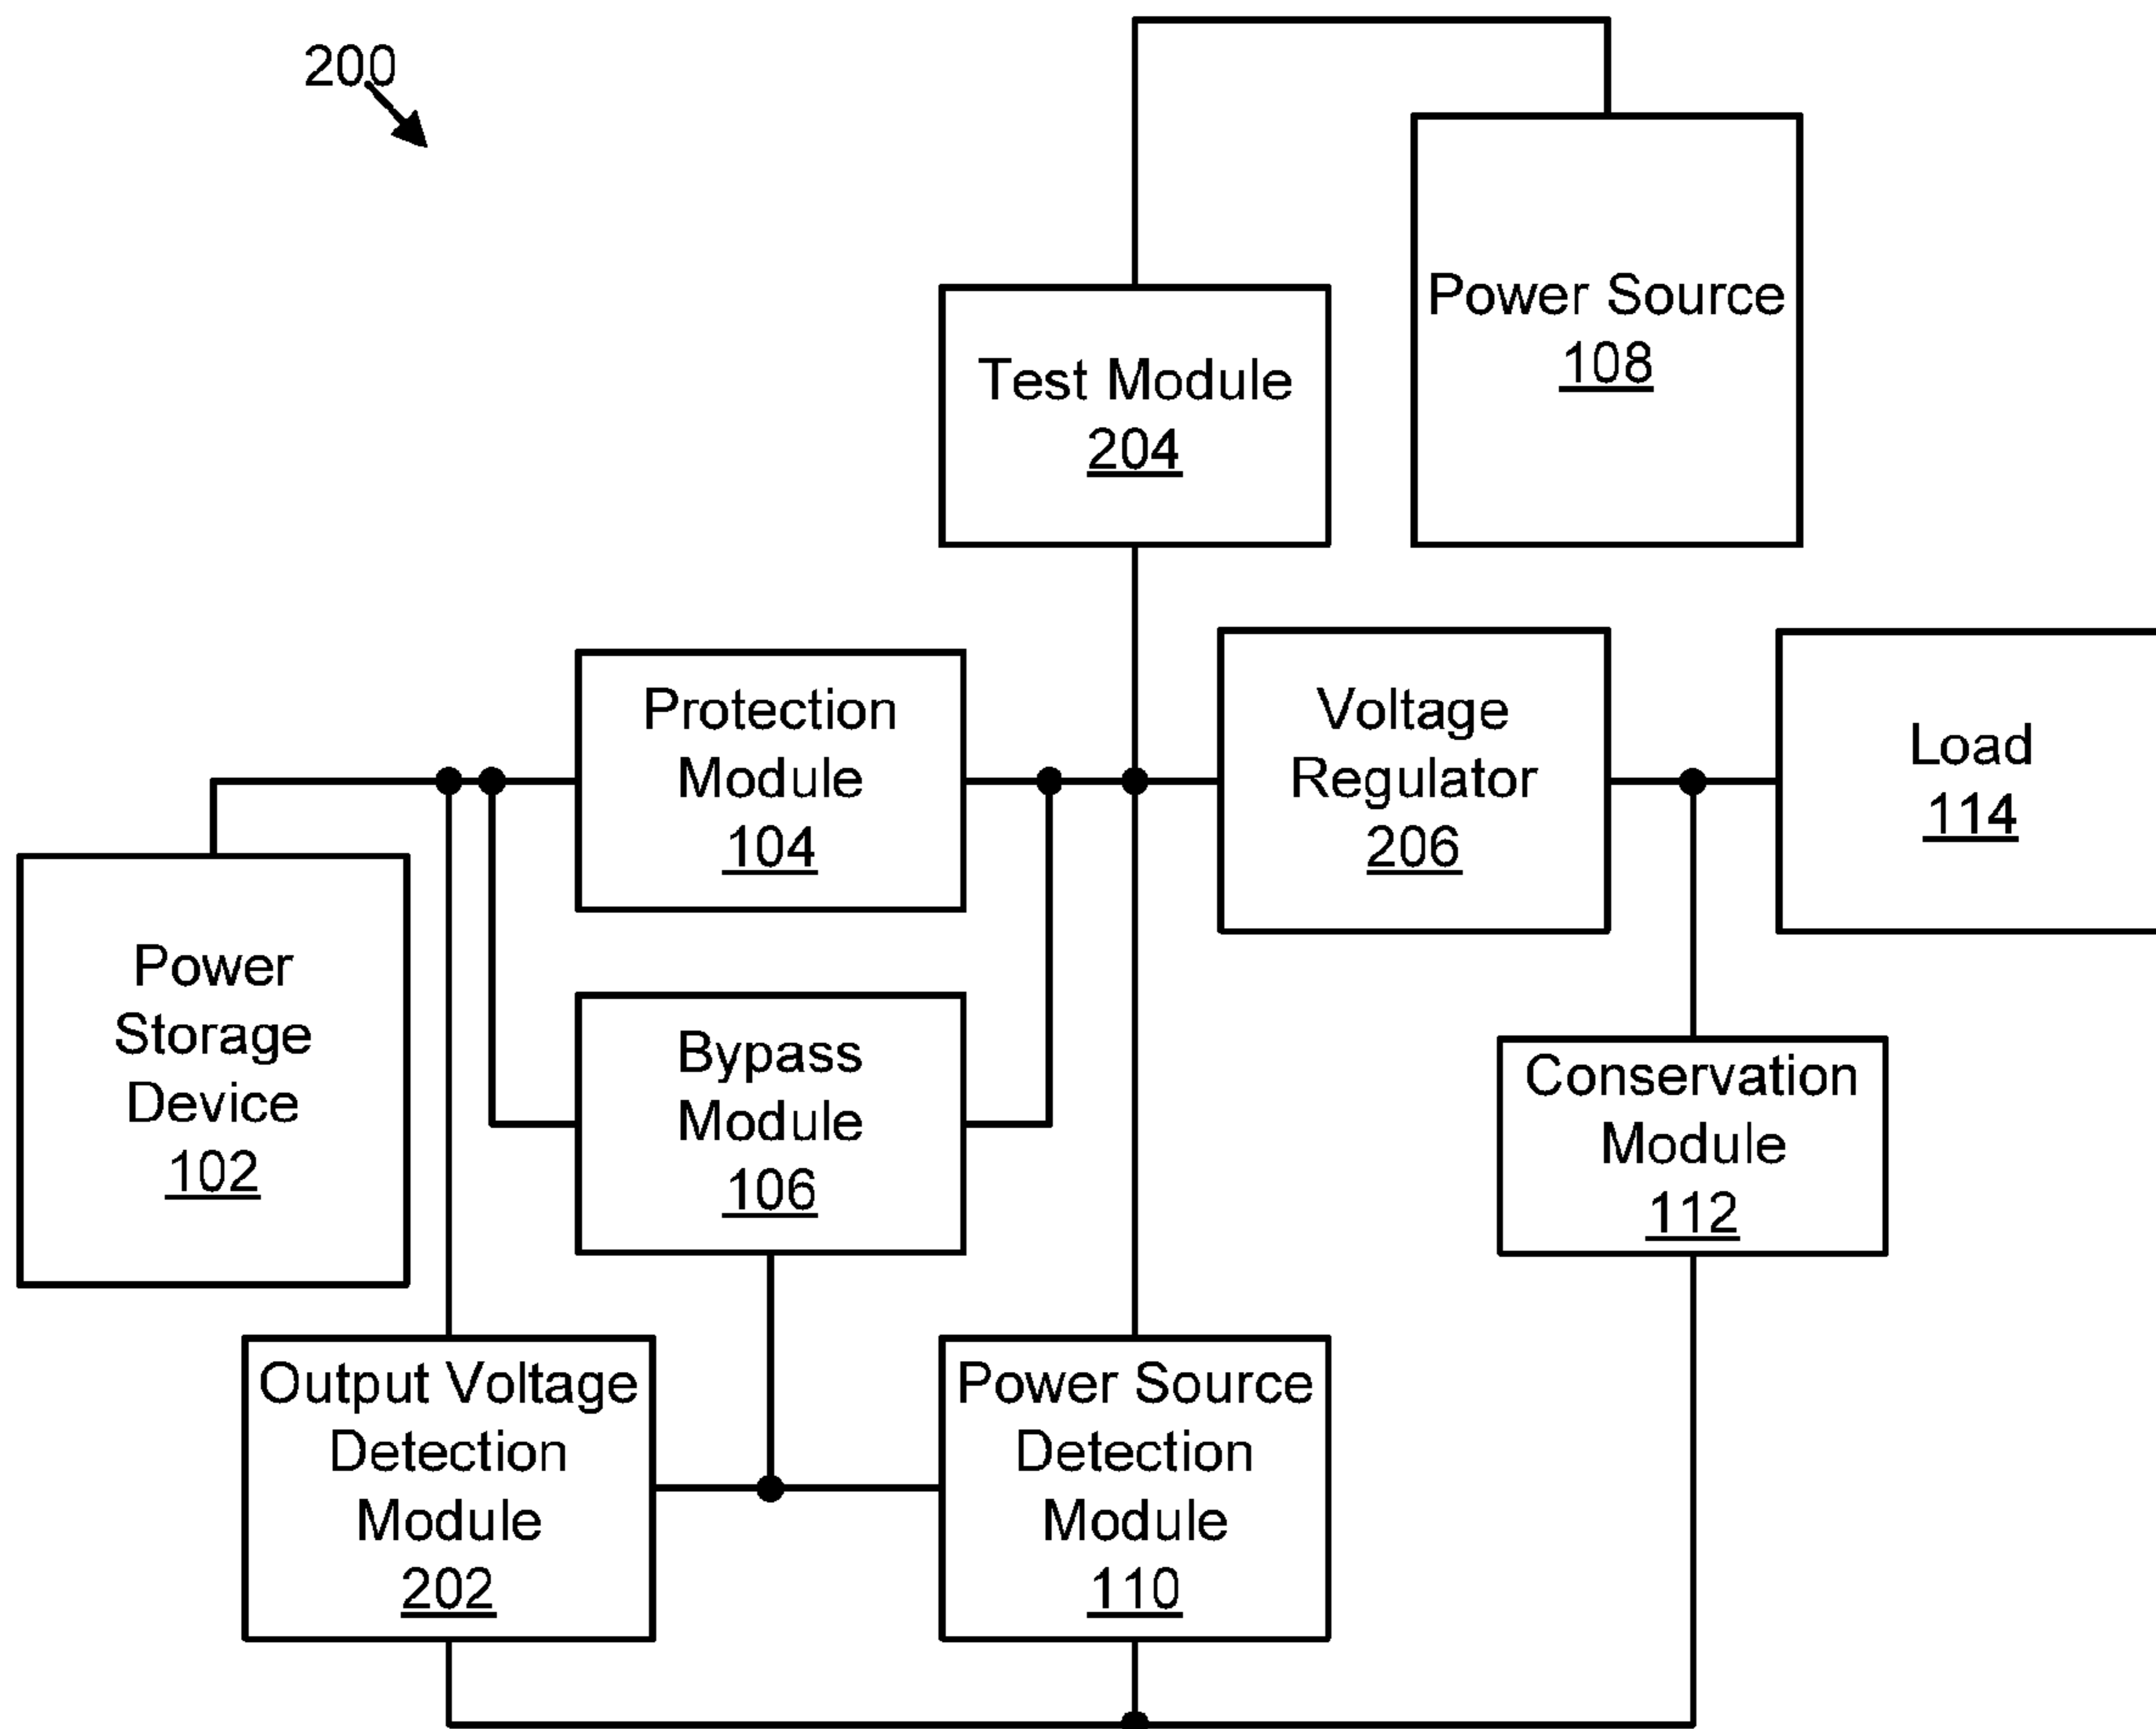 200
Power Source
108
Test Module
204
Protection
Module
104
Voltage
Regulator
206
Load
114
Power
Storage
Device
102
Bypass
Module
106
Conservation
Module
112
Output Voltage
Detection
Module
202
Power Source
Detection
Module
110